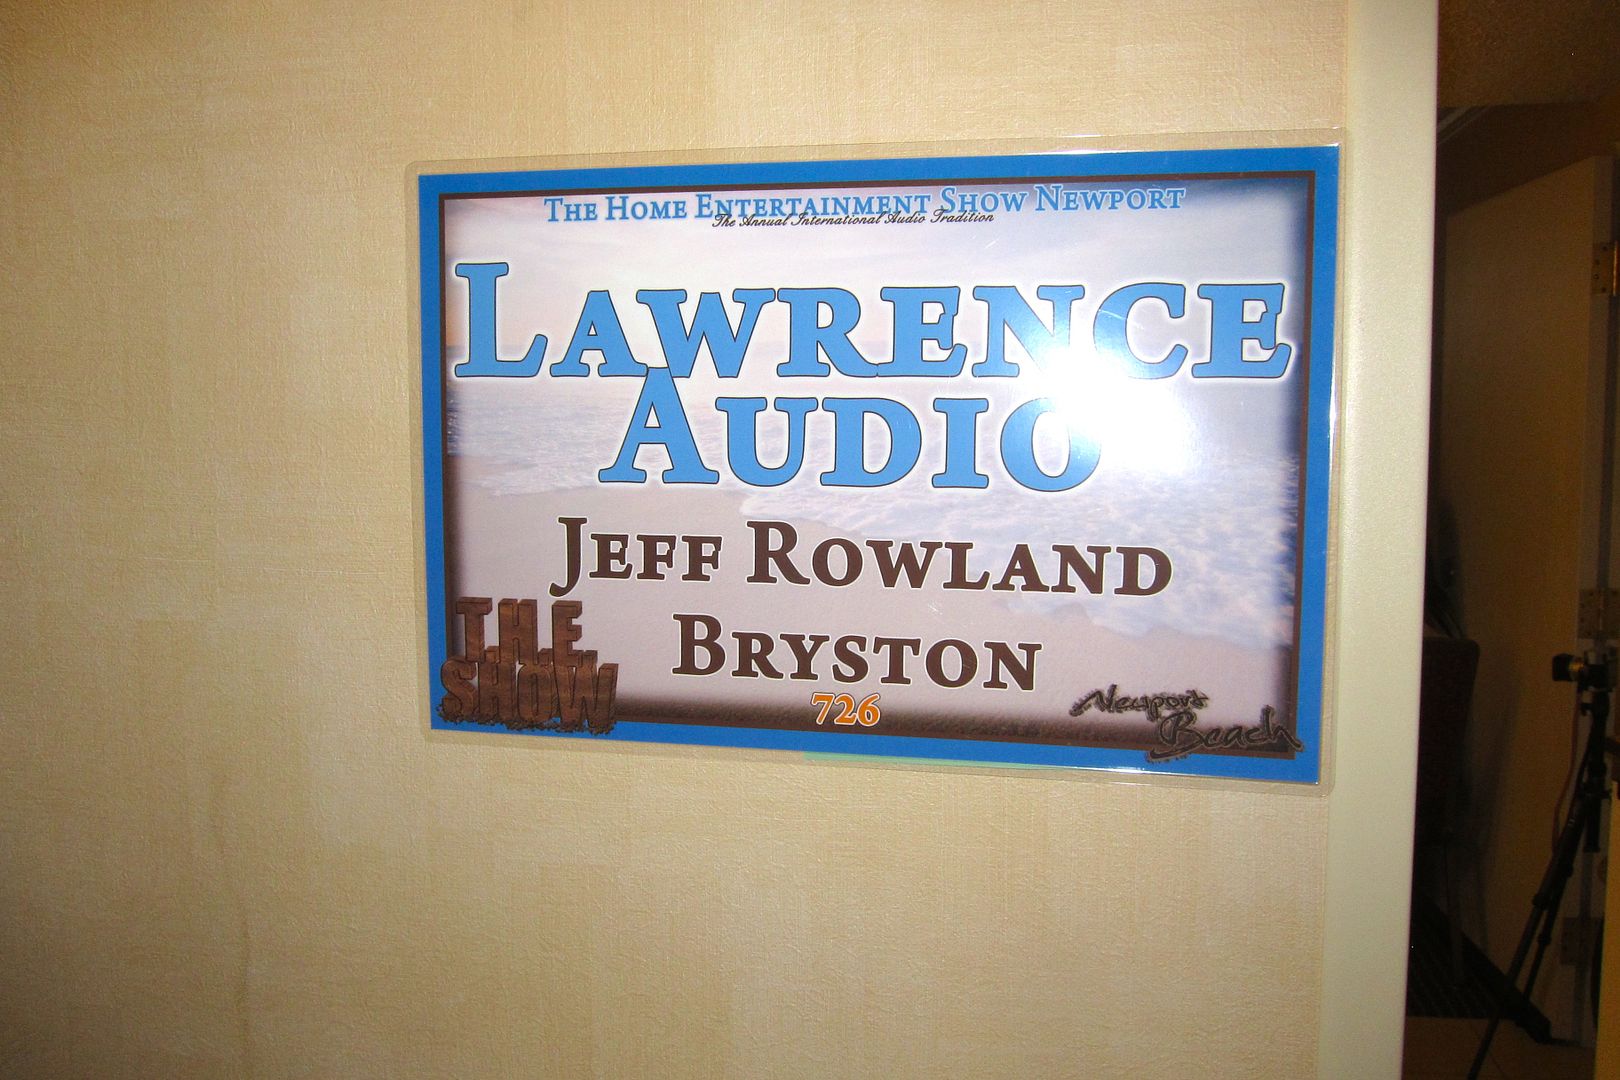 The Home Entertainment Show Newport
The Annual International Audio Tradition
Lawrence
Audio
Jeff Rowland
Bryston
726
T.H.E.
SHOW
Newport
Beach